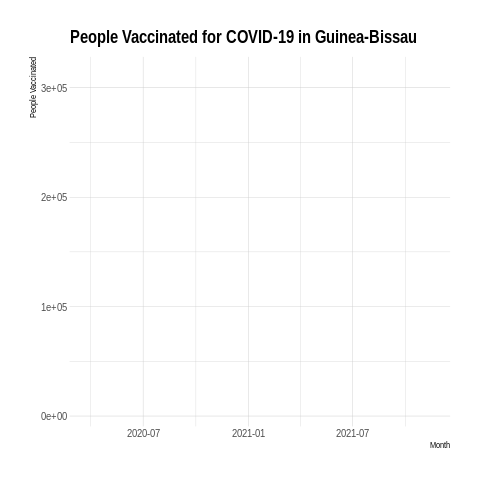 People Vaccinated for COVID-19 in Guinea-Bissau
People Vaccinated
3e+05
2e+05
1e+05
0e+00
2020-07 2021-01 2021-07
Month